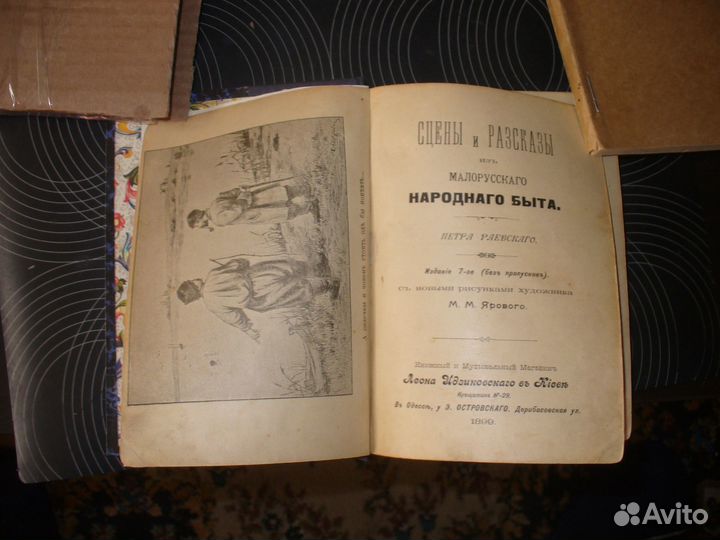 СЦЕНЫ и РАЗСКАЗЫ
изъ
МАЛОРУССКАГО
НАРОДНАГО БЫТА.
ПЕТРА РАЕВСКАГО.
Изданіе 7-ое (безъ пропусковъ).
съ новыми рисунками художника
М. М. Ярового.
Книжный и Музыкальный Магазинъ
Леона Идзиковскаго въ Кіевѣ
Крещатикъ № 29.
Въ Одессѣ, у Э. ОСТРОВСКАГО. Дерибасовская ул.
1899.
Avito